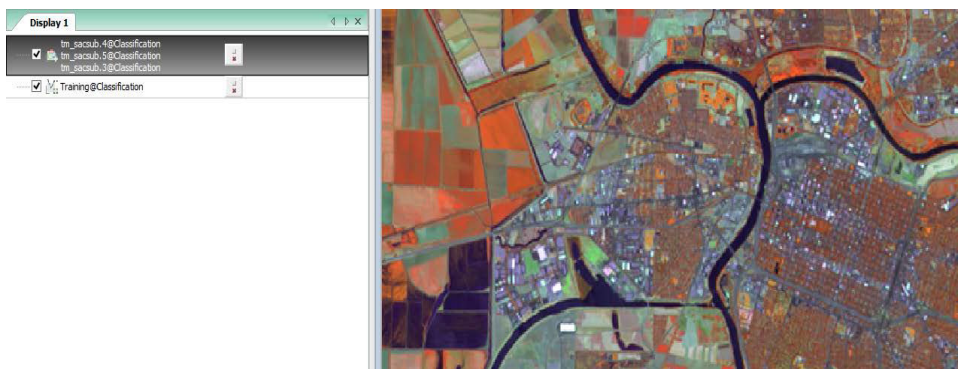 Display 1
tm_sacsub.4@Classification
tm_sacsub.5@Classification
tm_sacsub.3@Classification
Training@Classification